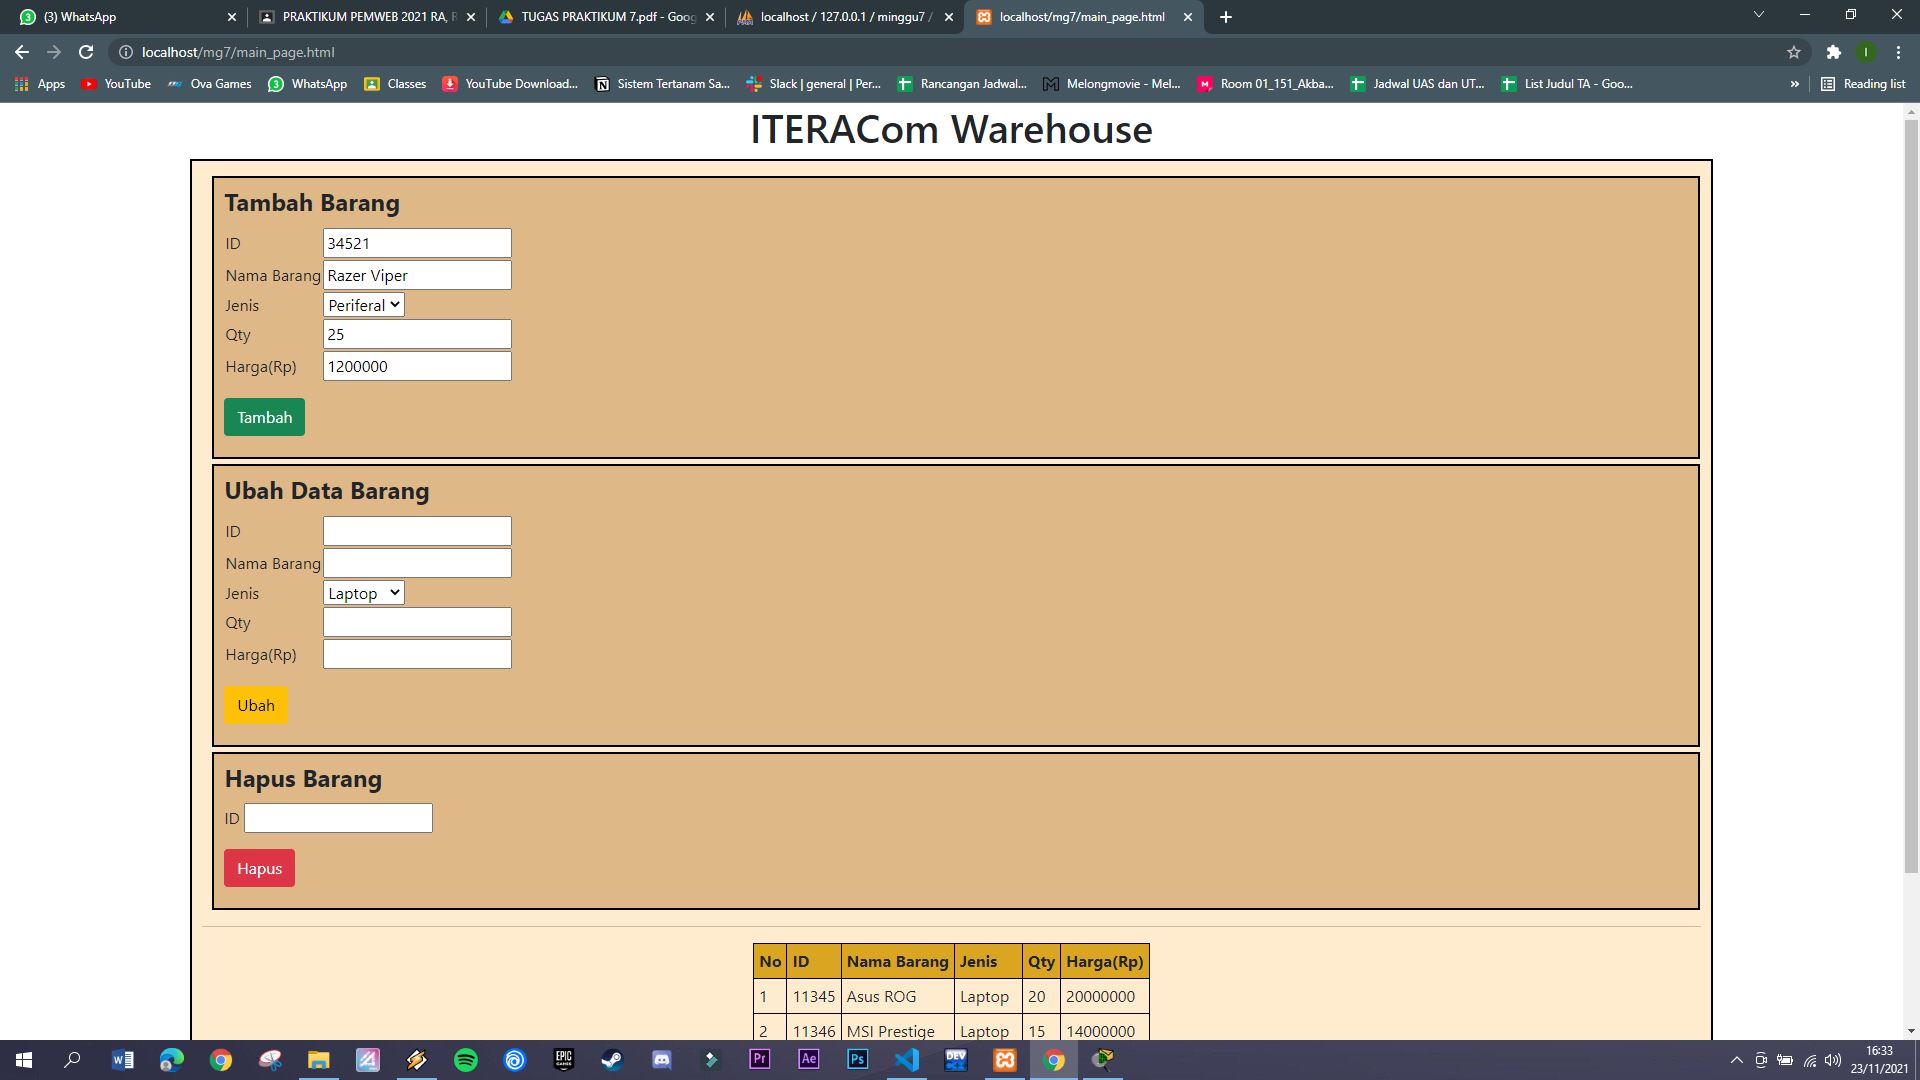 (3) WhatsApp
PRAKTIKUM PEMWEB 2021 RA, R
TUGAS PRAKTIKUM 7.pdf - Goog
localhost / 127.0.0.1 / minggu7 /
localhost/mg7/main_page.html
localhost/mg7/main_page.html
Apps
YouTube
Ova Games
WhatsApp
Classes
YouTube Download...
Sistem Tertanam Sa...
Slack | general | Per...
Rancangan Jadwal...
Melongmovie - Mel...
Room 01_151_Akba...
Jadwal UAS dan UT...
List Judul TA - Goo...
»
Reading list
ITERACom Warehouse
Tambah Barang
ID 34521
Nama Barang Razer Viper
Jenis Periferal
Qty 25
Harga(Rp) 1200000
Tambah
Ubah Data Barang
ID
Nama Barang
Jenis Laptop
Qty
Harga(Rp)
Ubah
Hapus Barang
ID
Hapus
No ID Nama Barang Jenis Qty Harga(Rp)
1 11345 Asus ROG Laptop 20 20000000
2 11346 MSI Prestige Laptop 15 14000000
EPIC GAMES
Pr
Ae
Ps
DEV
16:33
23/11/2021